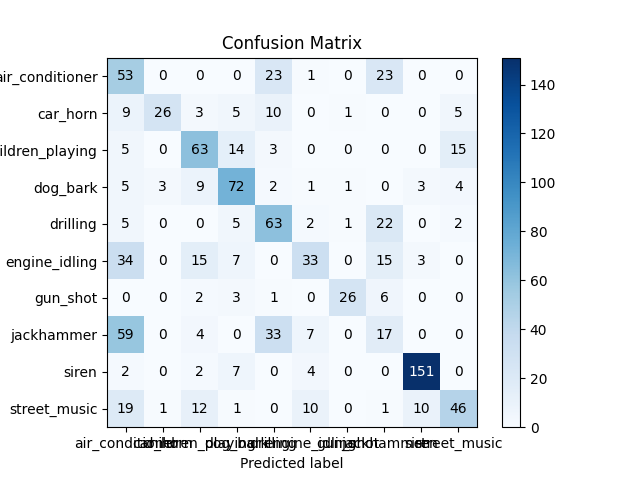 Confusion Matrix
air_conditioner 53 0 0 0 23 1 0 23 0 0
car_horn 9 26 3 5 10 0 1 0 0 5
ildren_playing 5 0 63 14 3 0 0 0 0 15
dog_bark 5 3 9 72 2 1 1 0 3 4
drilling 5 0 0 5 63 2 1 22 0 2
engine_idling 34 0 15 7 0 33 0 15 3 0
gun_shot 0 0 2 3 1 0 26 6 0 0
jackhammer 59 0 4 0 33 7 0 17 0 0
siren 2 0 2 7 0 4 0 0 151 0
street_music 19 1 12 1 0 10 0 1 10 46
Predicted label
140
120
100
80
60
40
20
0